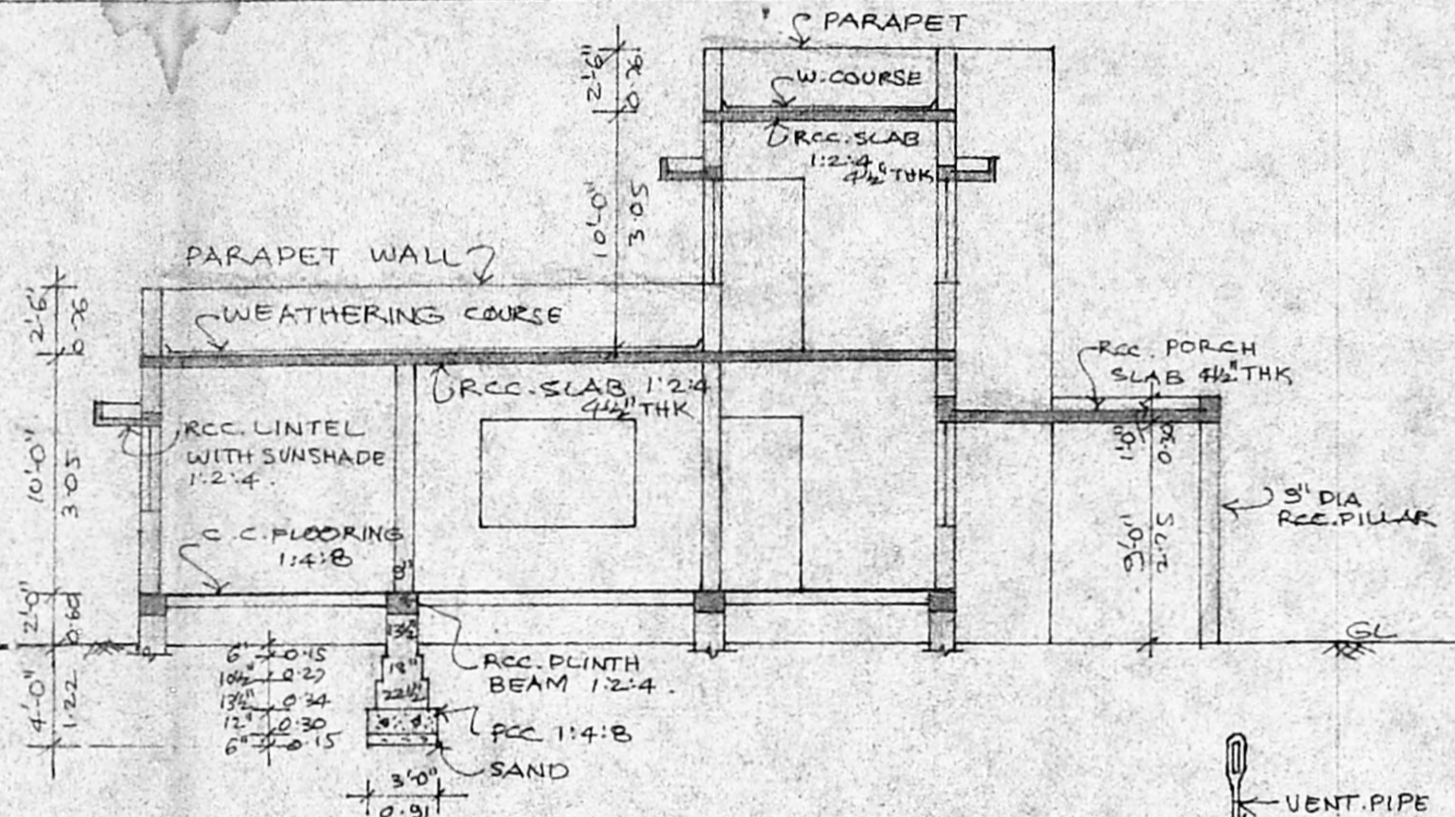 PARAPET
2'-6"
0.76
W.COURSE
RCC.SLAB
1:2:4
4½" THK
10'-0"
3.05
PARAPET WALL
WEATHERING COURSE
2'-6"
0.76
RCC. PORCH
SLAB 4½" THK
RCC.SLAB 1:2:4
4½" THK
RCC. LINTEL
WITH SUNSHADE
1:2:4.
10'-0"
3.05
1'-0"
0.30
9" DIA
RCC.PILLAR
9'-0"
2.75
C.C.FLOORING
1:4:8
9"
2'-0"
0.60
GL
13½"
6" 0.15
10½" 0.27
13½" 0.34
12" 0.30
6" 0.15
18"
22½"
RCC.PLINTH
BEAM 1:2:4.
4'-0"
1.22
PCC 1:4:8
SAND
3'-0"
0.91
VENT.PIPE